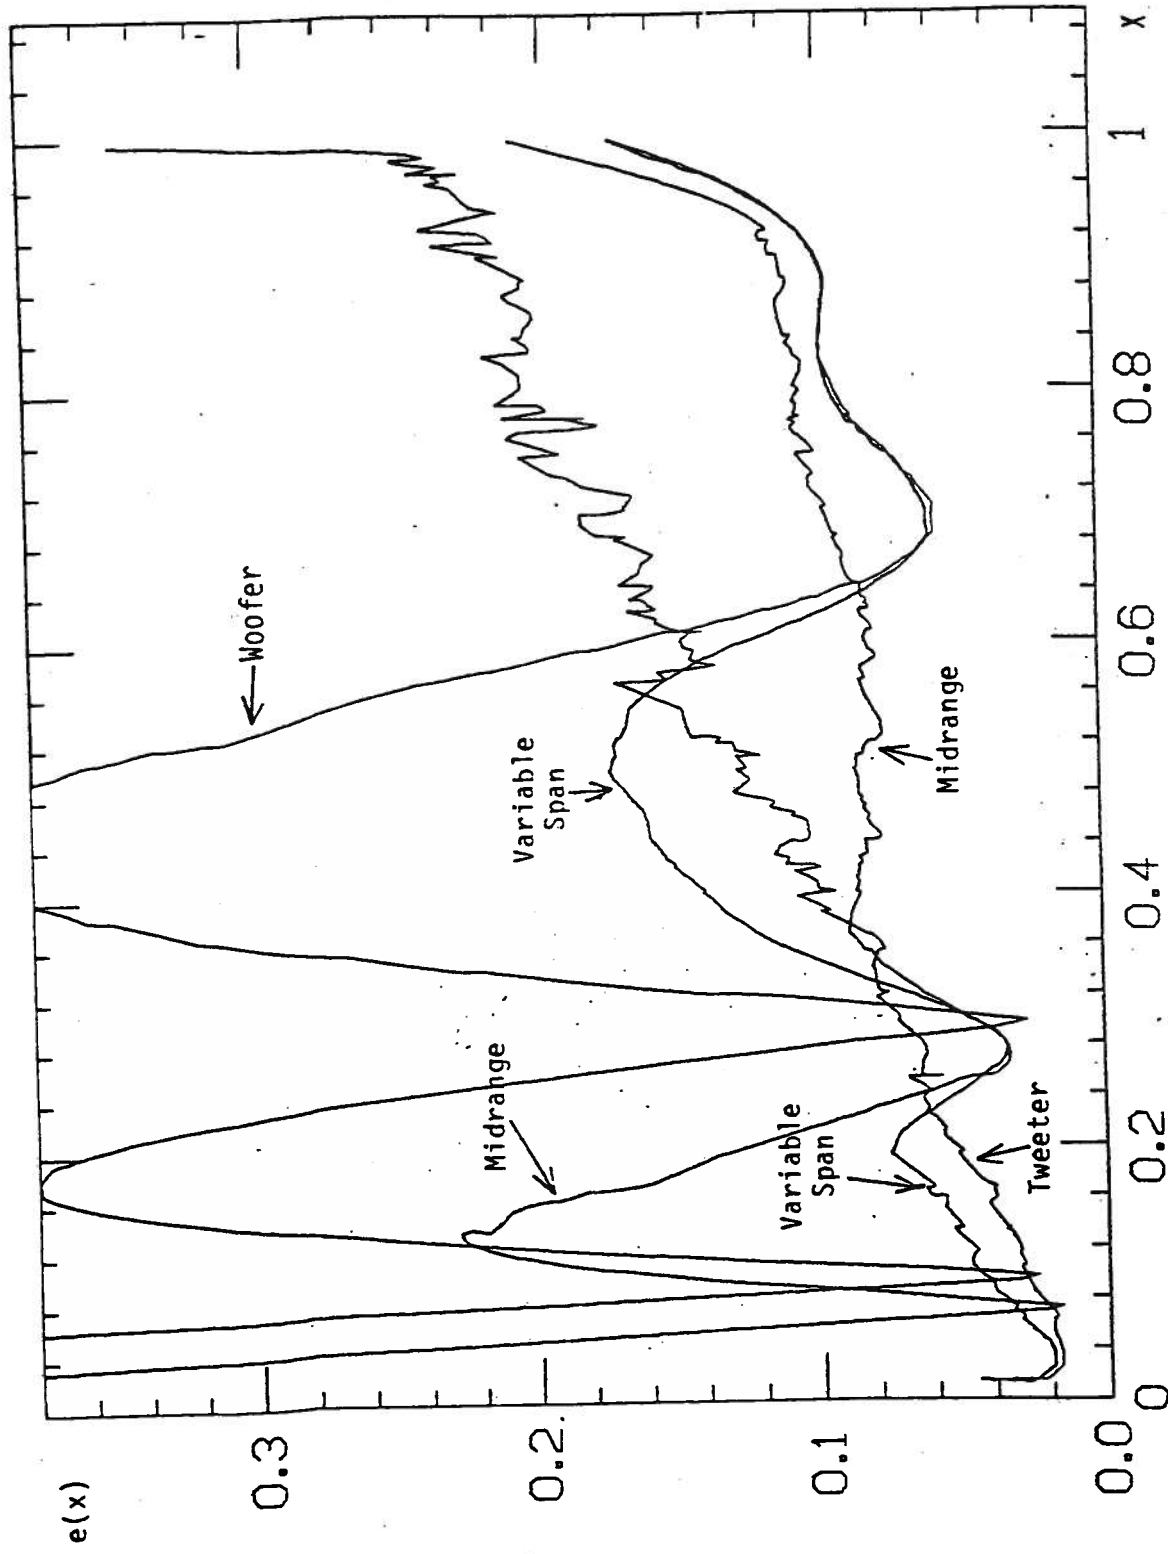 e(x)
0.3
0.2
0.1
0.0
0
0.2
0.4
0.6
0.8
1
x
Woofer
Variable
Span
Midrange
Midrange
Variable
Span
Tweeter